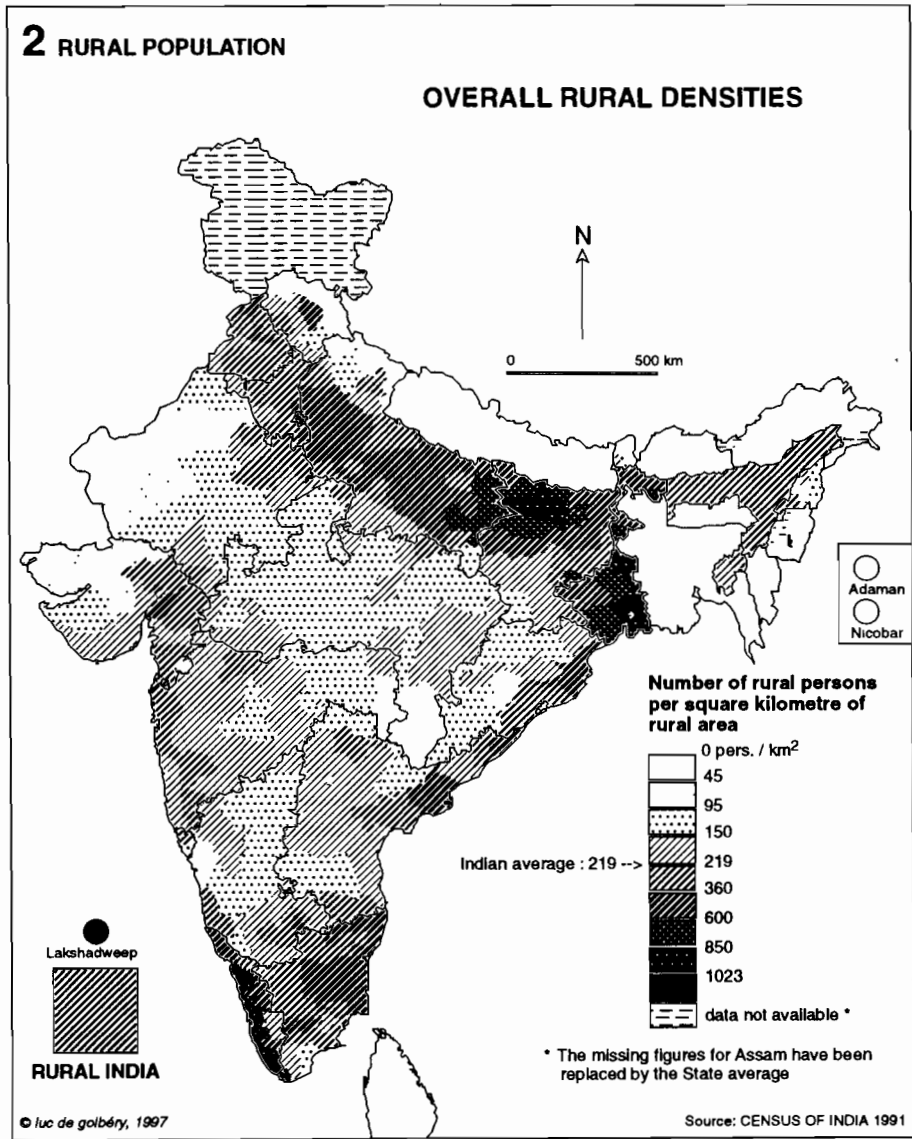 2 RURAL POPULATION
OVERALL RURAL DENSITIES
N
0 500 km
Adaman
Nicobar
Number of rural persons
per square kilometre of
rural area
0 pers. / km²
45
95
150
219
Indian average : 219 -->
360
600
850
1023
data not available *
Lakshadweep
RURAL INDIA
* The missing figures for Assam have been
replaced by the State average
© luc de golbéry, 1997
Source: CENSUS OF INDIA 1991